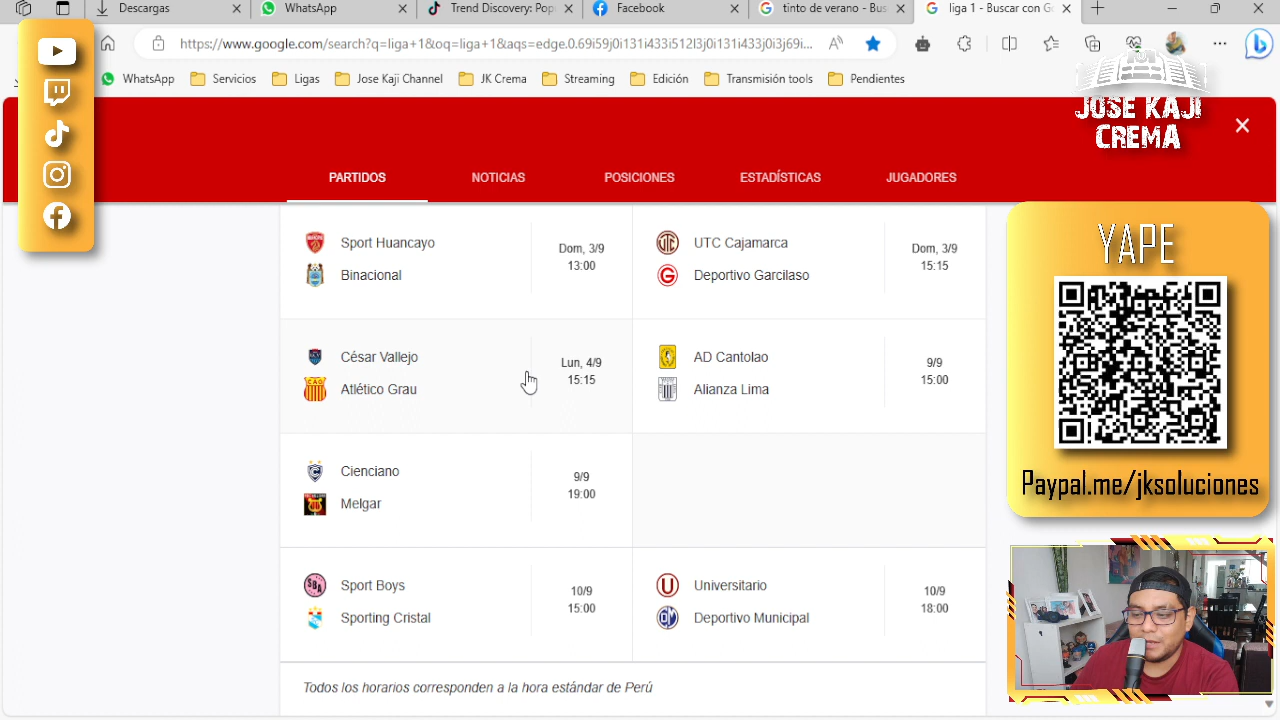 Descargas
WhatsApp
Trend Discovery: Popu
Facebook
tinto de verano - Bus
liga 1 - Buscar con Go
https://www.google.com/search?q=liga+1&oq=liga+1&aqs=edge.0.69i59j0i131i433i512l3j0i131i433j0i3j69i...
WhatsApp
Servicios
Ligas
Jose Kaji Channel
JK Crema
Streaming
Edición
Transmisión tools
Pendientes
JOSE KAJI
CREMA
PARTIDOS
NOTICIAS
POSICIONES
ESTADÍSTICAS
JUGADORES
Sport Huancayo
Binacional
Dom, 3/9
13:00
UTC Cajamarca
Deportivo Garcilaso
Dom, 3/9
15:15
César Vallejo
Atlético Grau
Lun, 4/9
15:15
AD Cantolao
Alianza Lima
9/9
15:00
Cienciano
Melgar
9/9
19:00
Sport Boys
Sporting Cristal
10/9
15:00
Universitario
Deportivo Municipal
10/9
18:00
Todos los horarios corresponden a la hora estándar de Perú
YAPE
Paypal.me/jksoluciones